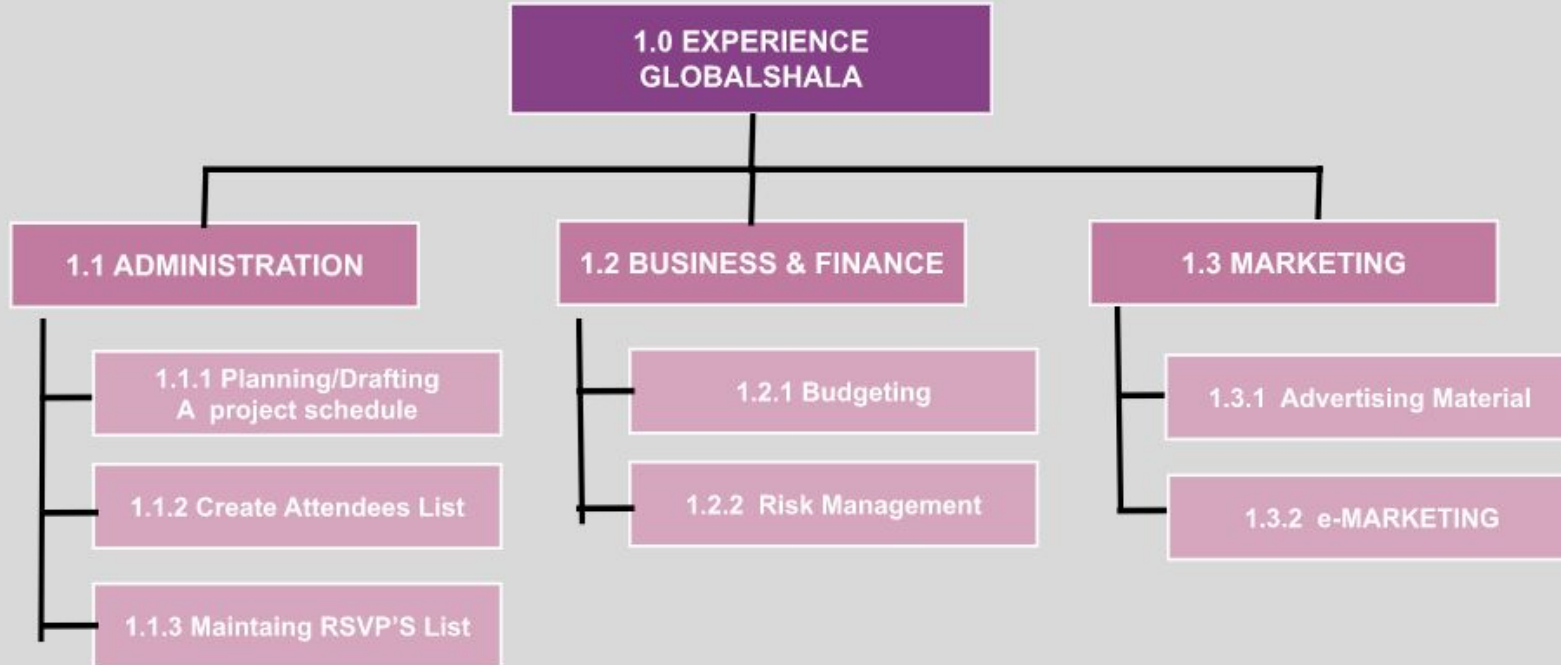 1.0 EXPERIENCE
GLOBALSHALA
1.1 ADMINISTRATION
1.1.1 Planning/Drafting
A project schedule
1.1.2 Create Attendees List
1.1.3 Maintaing RSVP'S List
1.2 BUSINESS & FINANCE
1.2.1 Budgeting
1.2.2 Risk Management
1.3 MARKETING
1.3.1 Advertising Material
1.3.2 e-MARKETING